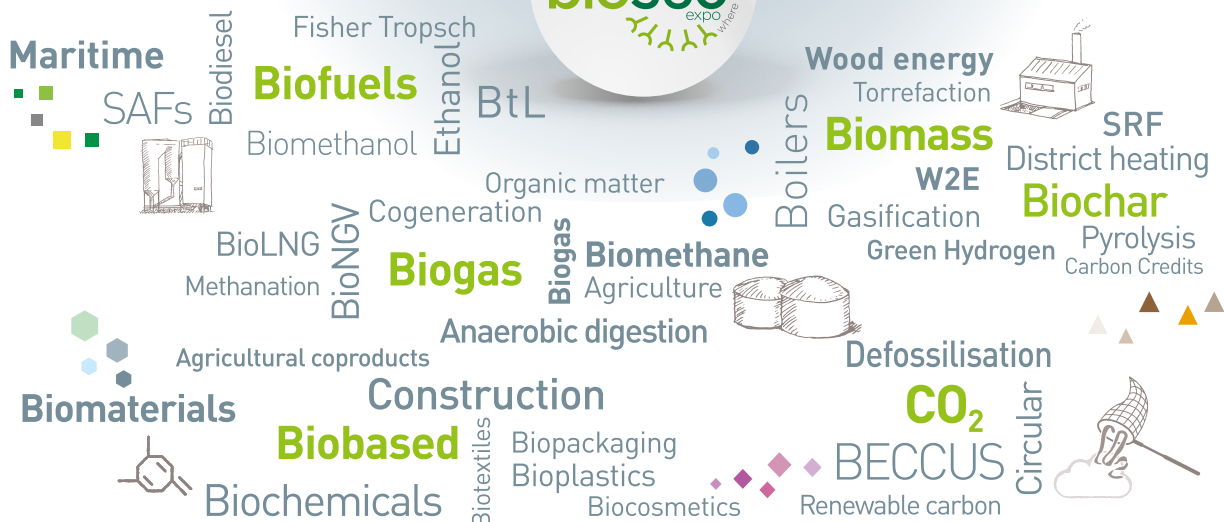 expo
where
Maritime
SAFs
Biodiesel
Fisher Tropsch
Biofuels
Ethanol
Biomethanol
BtL
Wood energy
Torrefaction
Boilers
Biomass
W2E
Gasification
Green Hydrogen
SRF
District heating
Biochar
Pyrolysis
Carbon Credits
Organic matter
Cogeneration
BioLNG
BioNGV
Methanation
Biogas
Biogas
Biomethane
Agriculture
Anaerobic digestion
Agricultural coproducts
Construction
Biomaterials
Biobased
Biotextiles
Biopackaging
Bioplastics
Biocosmetics
Biochemicals
Defossilisation
CO₂
Circular
BECCUS
Renewable carbon